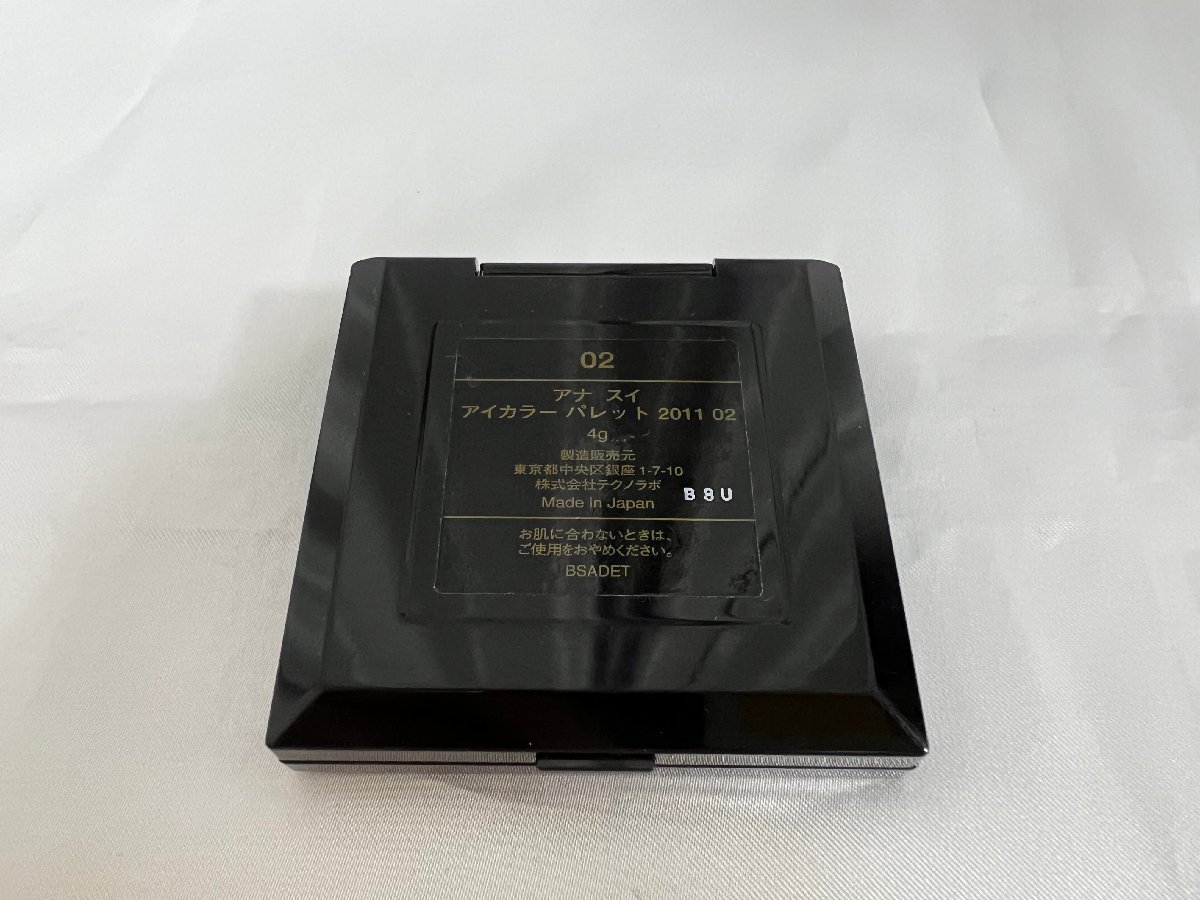 02
アナ スイ
アイカラー パレット 2011 02
4g
製造販売元
東京都中央区銀座 1-7-10
株式会社テクノラボ
Made in Japan
B8U
お肌に合わないときは、
ご使用をおやめください。
BSADET